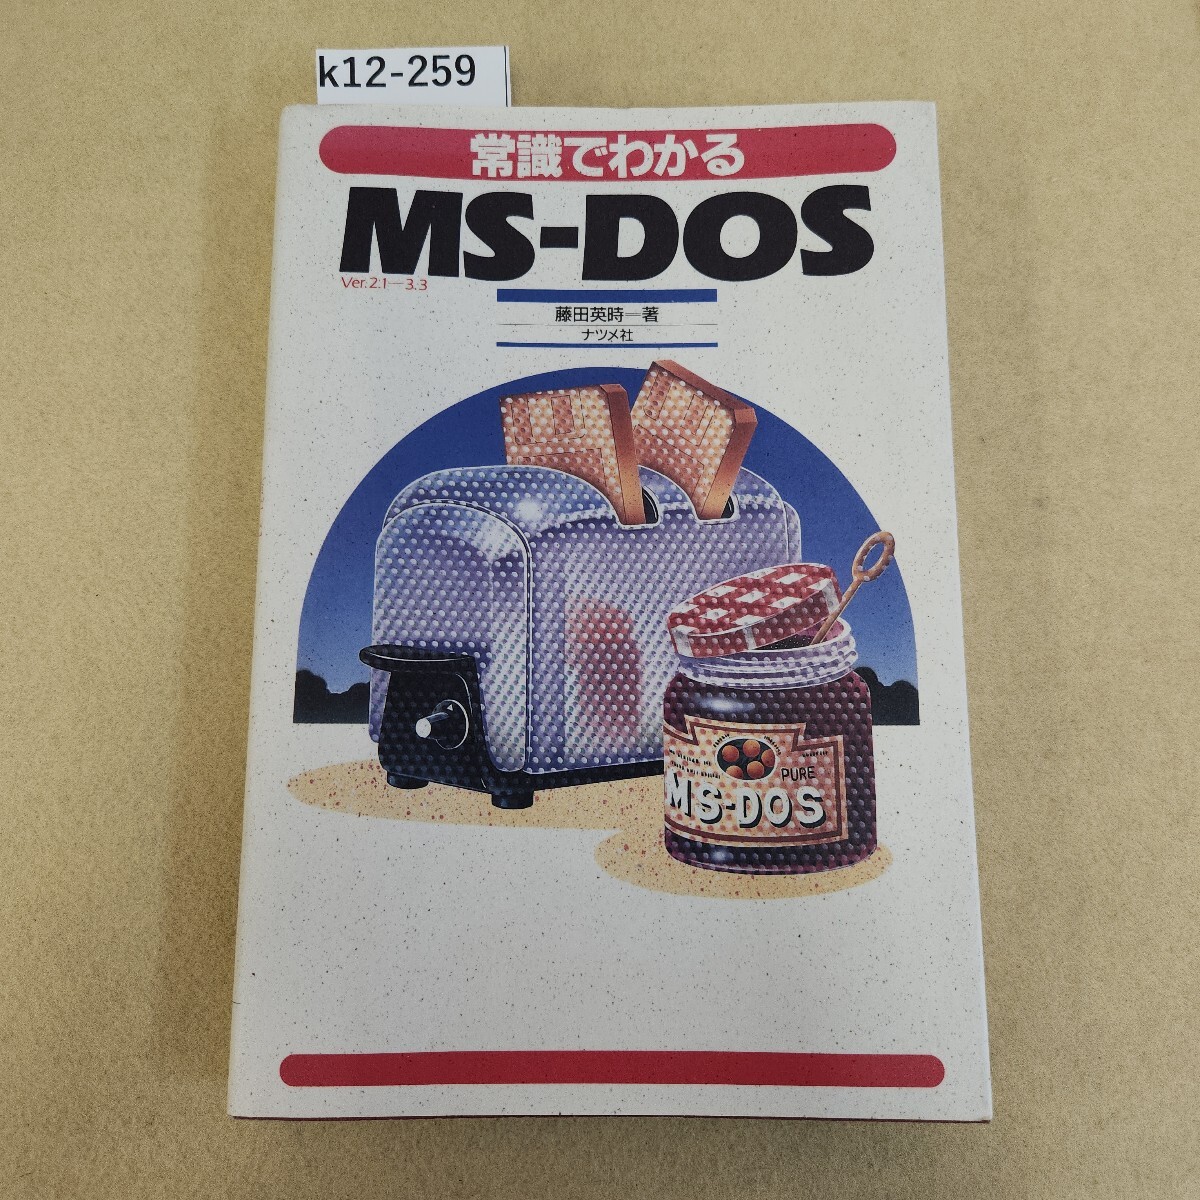 k12-259
常識でわかる
MS-DOS
Ver.2.1―3.3
藤田英時＝著
ナツメ社
PURE
MS-DOS